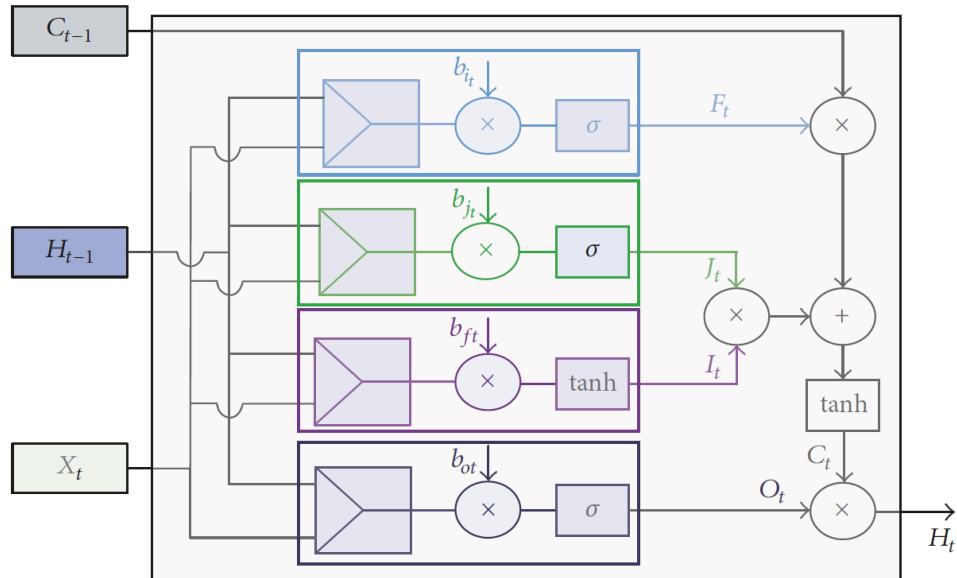 C_{t−1}
b_{i_t}
×
σ
F_t
×
H_{t−1}
b_{j_t}
×
σ
J_t
×
+
b_{ft}
×
tanh
I_t
tanh
X_t
b_{ot}
×
σ
O_t
C_t
×
H_t